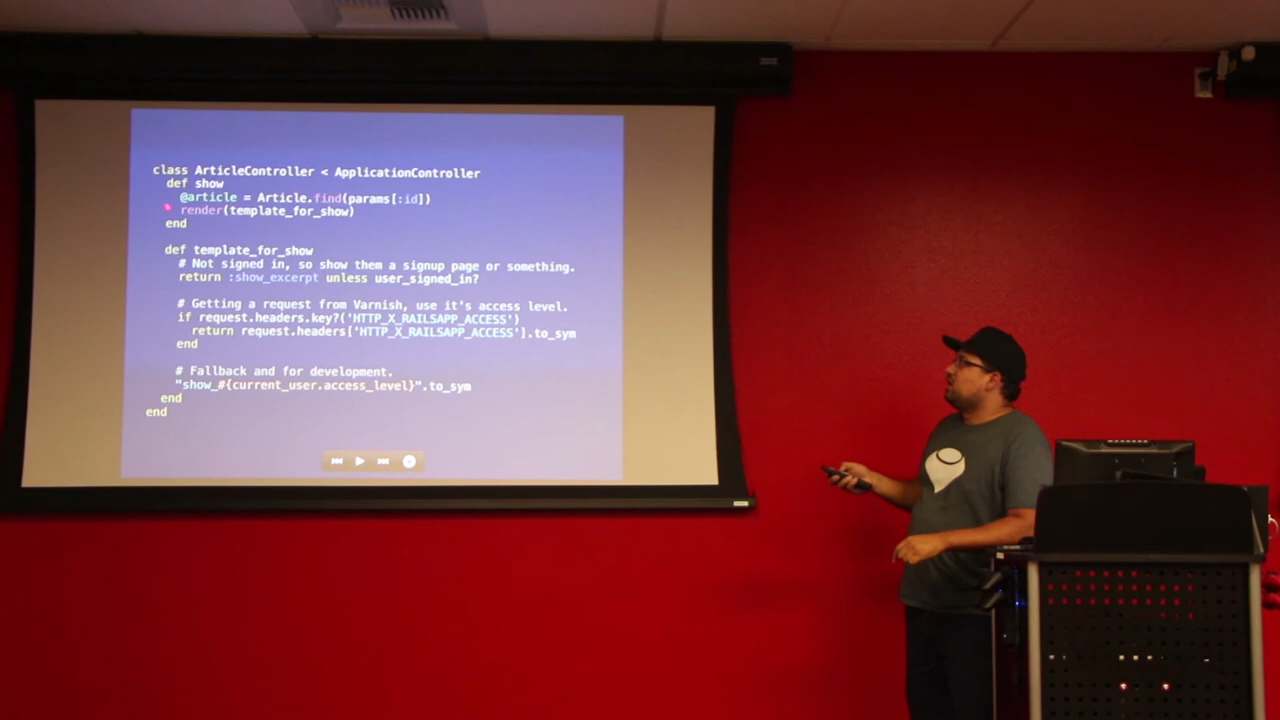 class ArticleController < ApplicationController
def show
@article = Article.find(params[:id])
render(template_for_show)
end
def template_for_show
# Not signed in, so show them a signup page or something.
return :show_excerpt unless user_signed_in?
# Getting a request from Varnish, use it's access level.
if request.headers.key?('HTTP_X_RAILSAPP_ACCESS')
return request.headers['HTTP_X_RAILSAPP_ACCESS'].to_sym
end
# Fallback and for development.
"show_#{current_user.access_level}".to_sym
end
end